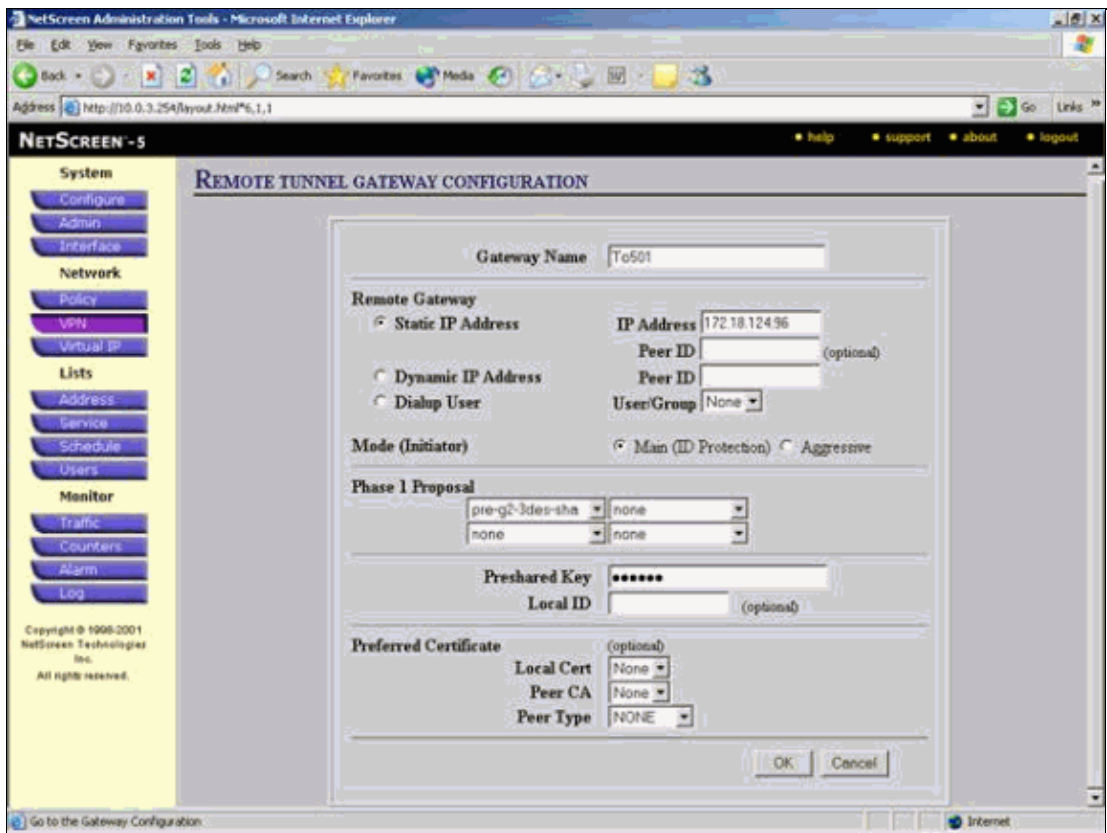 NetScreen Administration Tools - Microsoft Internet Explorer
File Edit View Favorites Tools Help
Back Search Favorites Media
Address http://10.0.3.254/layout.html*6,1,1 Go Links »
NETSCREEN™-5
help support about logout
System
Configure
Admin
Interface
Network
Policy
VPN
Virtual IP
Lists
Address
Service
Schedule
Users
Monitor
Traffic
Counters
Alarm
Log
Copyright © 1998-2001
NetScreen Technologies
Inc.
All rights reserved.
REMOTE TUNNEL GATEWAY CONFIGURATION
Gateway Name To501
Remote Gateway
Static IP Address IP Address 172.18.124.96
Peer ID (optional)
Dynamic IP Address Peer ID
Dialup User User/Group None
Mode (Initiator) Main (ID Protection) Aggressive
Phase 1 Proposal
pre-g2-3des-sha none
none none
Preshared Key ••••••
Local ID (optional)
Preferred Certificate (optional)
Local Cert None
Peer CA None
Peer Type NONE
OK Cancel
Go to the Gateway Configuration Internet